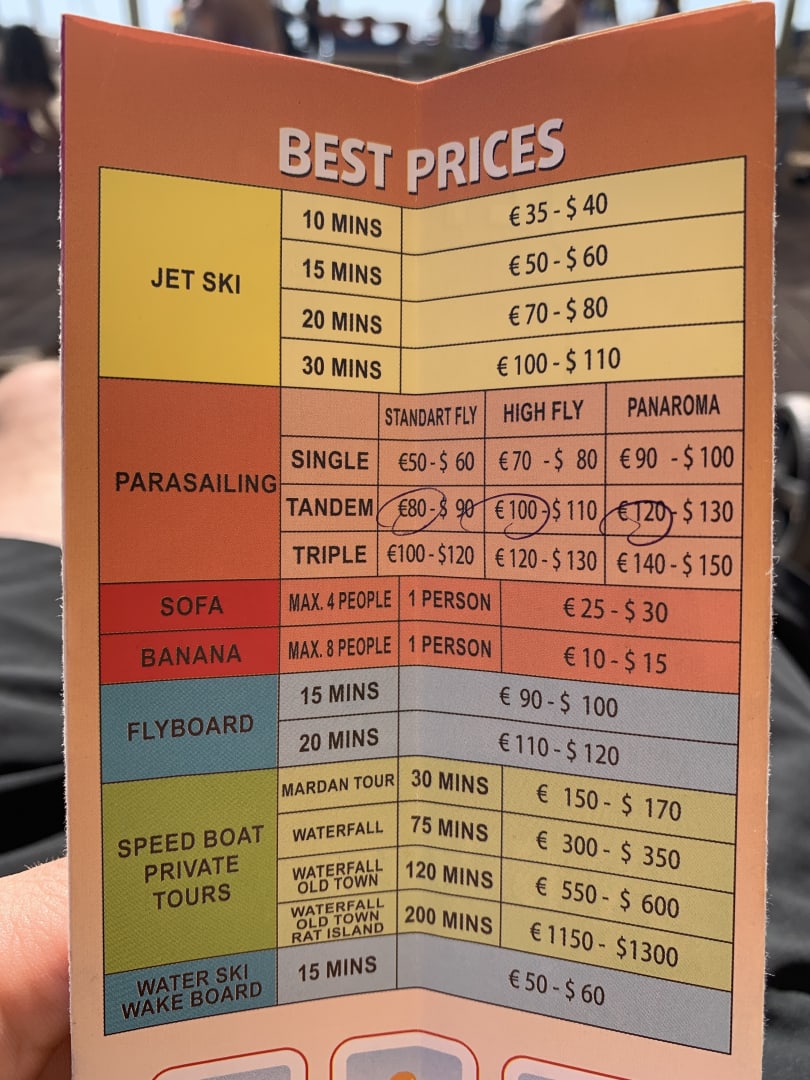 BEST PRICES
JET SKI
10 MINS € 35 - $ 40
15 MINS € 50 - $ 60
20 MINS € 70 - $ 80
30 MINS € 100 - $ 110
PARASAILING
STANDART FLY HIGH FLY PANAROMA
SINGLE €50 - $ 60 € 70 - $ 80 € 90 - $ 100
TANDEM €80 - $ 90 € 100 - $ 110 € 120 - $ 130
TRIPLE €100 - $120 € 120 - $ 130 € 140 - $ 150
SOFA MAX. 4 PEOPLE 1 PERSON € 25 - $ 30
BANANA MAX. 8 PEOPLE 1 PERSON € 10 - $ 15
FLYBOARD
15 MINS € 90 - $ 100
20 MINS € 110 - $ 120
SPEED BOAT
PRIVATE
TOURS
MARDAN TOUR 30 MINS € 150 - $ 170
WATERFALL 75 MINS € 300 - $ 350
WATERFALL
OLD TOWN 120 MINS € 550 - $ 600
WATERFALL
OLD TOWN
RAT ISLAND 200 MINS € 1150 - $1300
WATER SKI
WAKE BOARD 15 MINS € 50 - $ 60